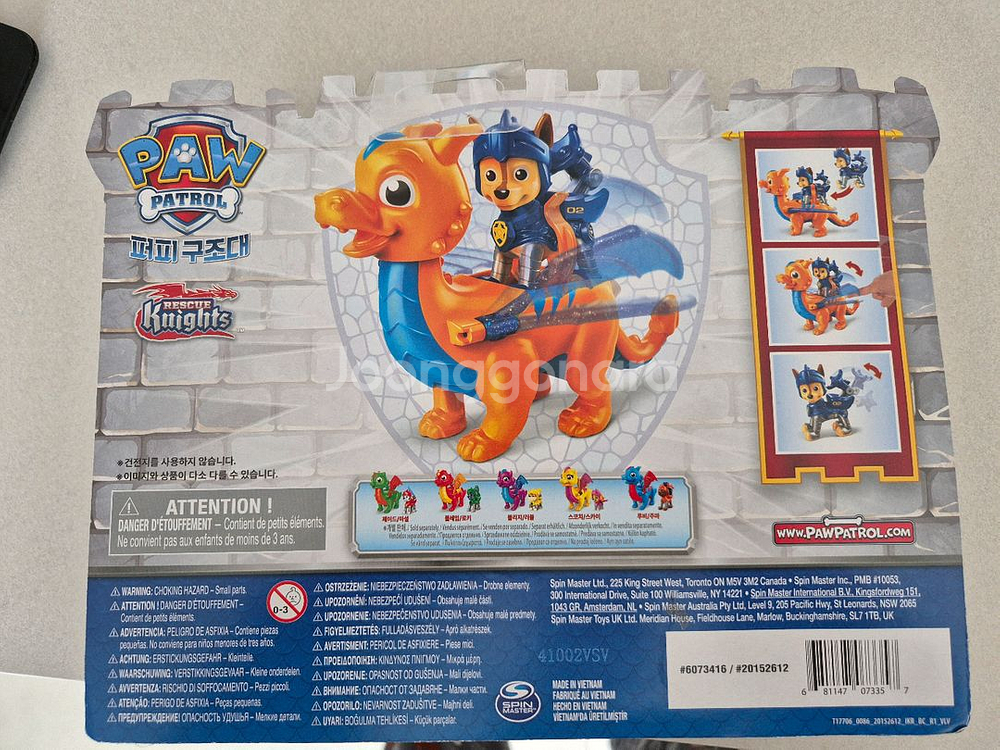 PAW
PATROL
퍼피 구조대
RESCUE
Knights
02
Joonggonara
※건전지를 사용하지 않습니다.
※이미지와 상품이 다소 다를 수 있습니다.
ATTENTION !
DANGER D'ÉTOUFFEMENT – Contient de petits éléments.
Ne convient pas aux enfants de moins de 3 ans.
WWW.PAWPATROL.COM
WARNING: CHOKING HAZARD – Small parts.
ATTENTION ! DANGER D'ÉTOUFFEMENT –
Contient de petits éléments.
ADVERTENCIA: PELIGRO DE ASFIXIA – Contiene piezas
pequeñas. No conviene para niños menores de tres años.
ACHTUNG: ERSTICKUNGSGEFAHR – Kleinteile.
WAARSCHUWING: VERSTIKKINGSGEVAAR – Kleine onderdelen.
AVVERTENZA: RISCHIO DI SOFFOCAMENTO – Pezzi piccoli.
ATENÇÃO: PERIGO DE ASFIXIA – Peças pequenas.
ПРЕДУПРЕЖДЕНИЕ! ОПАСНОСТЬ УДУШЬЯ – Мелкие детали.
0-3
OSTRZEŻENIE: NIEBEZPIECZEŃSTWO ZADŁAWIENIA – Drobne elementy.
UPOZORNĚNÍ: NEBEZPEČÍ UDUŠENÍ – Obsahuje malé části.
UPOZORNENIE: NEBEZPEČENSTVO UDUSENIA – Obsahuje malé predmety.
FIGYELMEZTETÉS: FULLADÁSVESZÉLY – Apró alkatrészek.
AVERTISMENT: PERICOL DE ASFIXIERE – Piese mici.
ΠΡΟΕΙΔΟΠΟΙΗΣΗ: ΚΙΝΔΥΝΟΣ ΠΝΙΓΜΟΥ – Μικρά μέρη.
UPOZORENJE: OPASNOST OD GUŠENJA – Mali dijelovi.
ВНИМАНИЕ: ОПАСНОСТ ОТ ЗАДАВЯНЕ – Малки части.
OPOZORILO: NEVARNOST ZADUŠITVE – Majhni deli.
UYARI: BOĞULMA TEHLİKESİ – Küçük parçalar.
Spin Master Ltd., 225 King Street West, Toronto ON M5V 3M2 Canada • Spin Master Inc., PMB #10053,
300 International Drive, Suite 100 Williamsville, NY 14221 • Spin Master International B.V., Kingsfordweg 151,
1043 GR, Amsterdam, NL • Spin Master Australia Pty Ltd, Level 9, 205 Pacific Hwy, St Leonards, NSW 2065
Spin Master Toys UK Ltd. Meridian House, Fieldhouse Lane, Marlow, Buckinghamshire, SL7 1TB, UK
41002VSV
SPIN
MASTER
MADE IN VIETNAM
FABRIQUÉ AU VIETNAM
HECHO EN VIETNAM
VIETNAM'DA ÜRETİLMİŞTİR
#6073416 / #20152612
6 81147 07335 7
T17706_0086_20152612_IKR_BC_R1_VLV